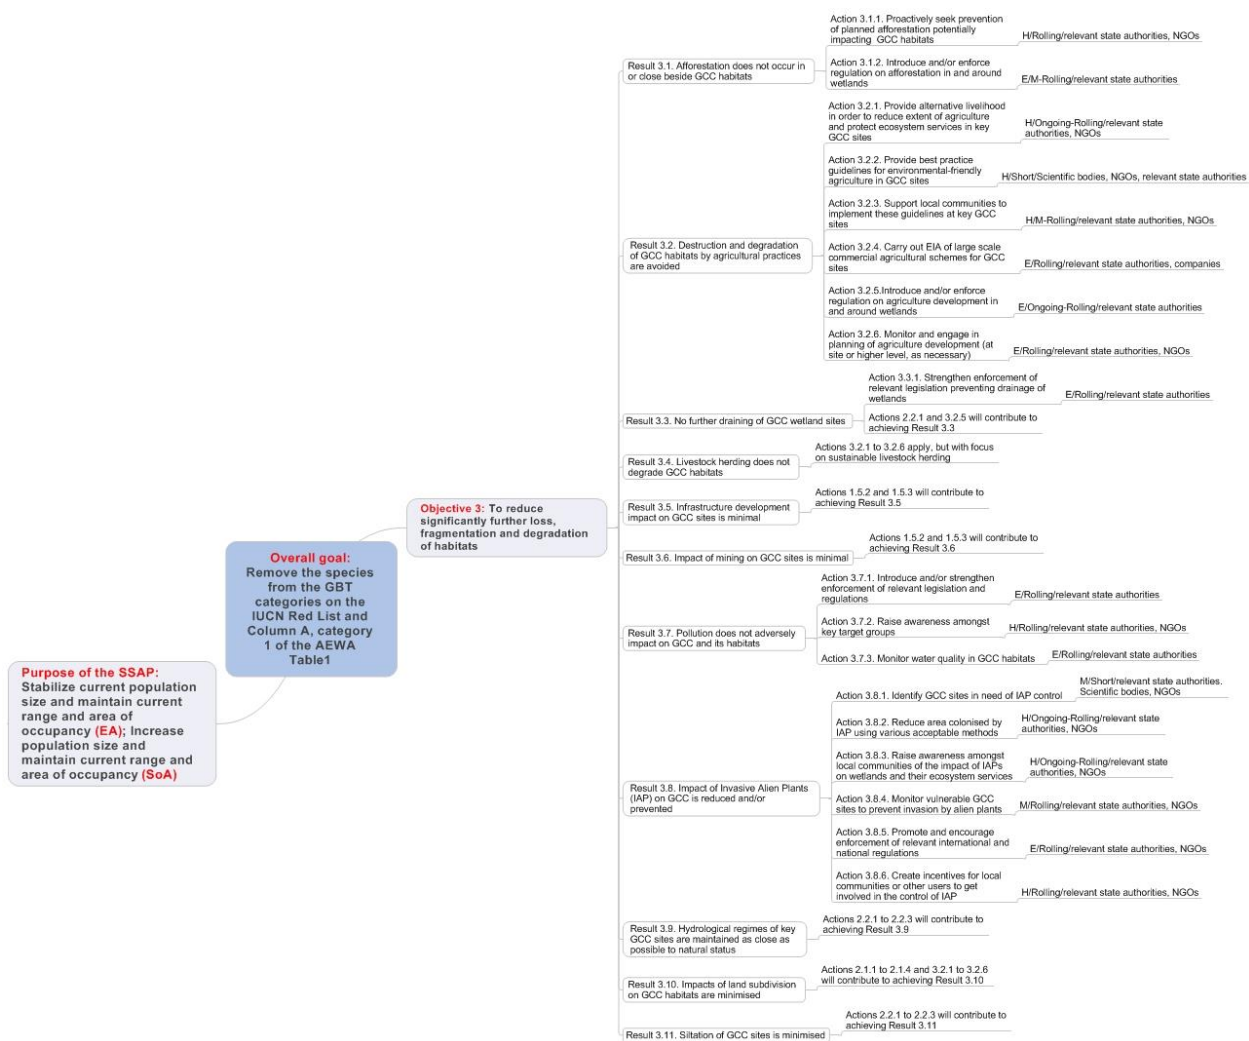 Purpose of the SSAP:
Stabilize current population
size and maintain current
range and area of
occupancy (EA); Increase
population size and
maintain current range and
area of occupancy (SoA)
Overall goal:
Remove the species
from the GBT
categories on the
IUCN Red List and
Column A, category
1 of the AEWA
Table1
Objective 3: To reduce
significantly further loss,
fragmentation and degradation
of habitats
Result 3.1. Afforestation does not occur in
or close beside GCC habitats
Action 3.1.1. Proactively seek prevention
of planned afforestation potentially
impacting GCC habitats
H/Rolling/relevant state authorities, NGOs
Action 3.1.2. Introduce and/or enforce
regulation on afforestation in and around
wetlands
E/M-Rolling/relevant state authorities
Result 3.2. Destruction and degradation
of GCC habitats by agricultural practices
are avoided
Action 3.2.1. Provide alternative livelihood
in order to reduce extent of agriculture
and protect ecosystem services in key
GCC sites
H/Ongoing-Rolling/relevant state
authorities, NGOs
Action 3.2.2. Provide best practice
guidelines for environmental-friendly
agriculture in GCC sites
H/Short/Scientific bodies, NGOs, relevant state authorities
Action 3.2.3. Support local communities to
implement these guidelines at key GCC
sites
H/M-Rolling/relevant state authorities, NGOs
Action 3.2.4. Carry out EIA of large scale
commercial agricultural schemes for GCC
sites
E/Rolling/relevant state authorities, companies
Action 3.2.5.Introduce and/or enforce
regulation on agriculture development in
and around wetlands
E/Ongoing-Rolling/relevant state authorities
Action 3.2.6. Monitor and engage in
planning of agriculture development (at
site or higher level, as necessary)
E/Rolling/relevant state authorities, NGOs
Result 3.3. No further draining of GCC wetland sites
Action 3.3.1. Strengthen enforcement of
relevant legislation preventing drainage of
wetlands
E/Rolling/relevant state authorities
Actions 2.2.1 and 3.2.5 will contribute to
achieving Result 3.3
Result 3.4. Livestock herding does not
degrade GCC habitats
Actions 3.2.1 to 3.2.6 apply, but with focus
on sustainable livestock herding
Result 3.5. Infrastructure development
impact on GCC sites is minimal
Actions 1.5.2 and 1.5.3 will contribute to
achieving Result 3.5
Result 3.6. Impact of mining on GCC sites is minimal
Actions 1.5.2 and 1.5.3 will contribute to
achieving Result 3.6
Result 3.7. Pollution does not adversely
impact on GCC and its habitats
Action 3.7.1. Introduce and/or strengthen
enforcement of relevant legislation and
regulations
E/Rolling/relevant state authorities
Action 3.7.2. Raise awareness amongst
key target groups
H/Rolling/relevant state authorities, NGOs
Action 3.7.3. Monitor water quality in GCC habitats
E/Rolling/relevant state authorities
Result 3.8. Impact of Invasive Alien Plants
(IAP) on GCC is reduced and/or
prevented
Action 3.8.1. Identify GCC sites in need of IAP control
M/Short/relevant state authorities.
Scientific bodies, NGOs
Action 3.8.2. Reduce area colonised by
IAP using various acceptable methods
H/Ongoing-Rolling/relevant state
authorities, NGOs
Action 3.8.3. Raise awareness amongst
local communities of the impact of IAPs
on wetlands and their ecosystem services
H/Ongoing-Rolling/relevant state
authorities, NGOs
Action 3.8.4. Monitor vulnerable GCC
sites to prevent invasion by alien plants
M/Rolling/relevant state authorities, NGOs
Action 3.8.5. Promote and encourage
enforcement of relevant international and
national regulations
E/Rolling/relevant state authorities, NGOs
Action 3.8.6. Create incentives for local
communities or other users to get
involved in the control of IAP
H/Rolling/relevant state authorities, NGOs
Result 3.9. Hydrological regimes of key
GCC sites are maintained as close as
possible to natural status
Actions 2.2.1 to 2.2.3 will contribute to
achieving Result 3.9
Result 3.10. Impacts of land subdivision
on GCC habitats are minimised
Actions 2.1.1 to 2.1.4 and 3.2.1 to 3.2.6
will contribute to achieving Result 3.10
Result 3.11. Siltation of GCC sites is minimised
Actions 2.2.1 to 2.2.3 will contribute to
achieving Result 3.11